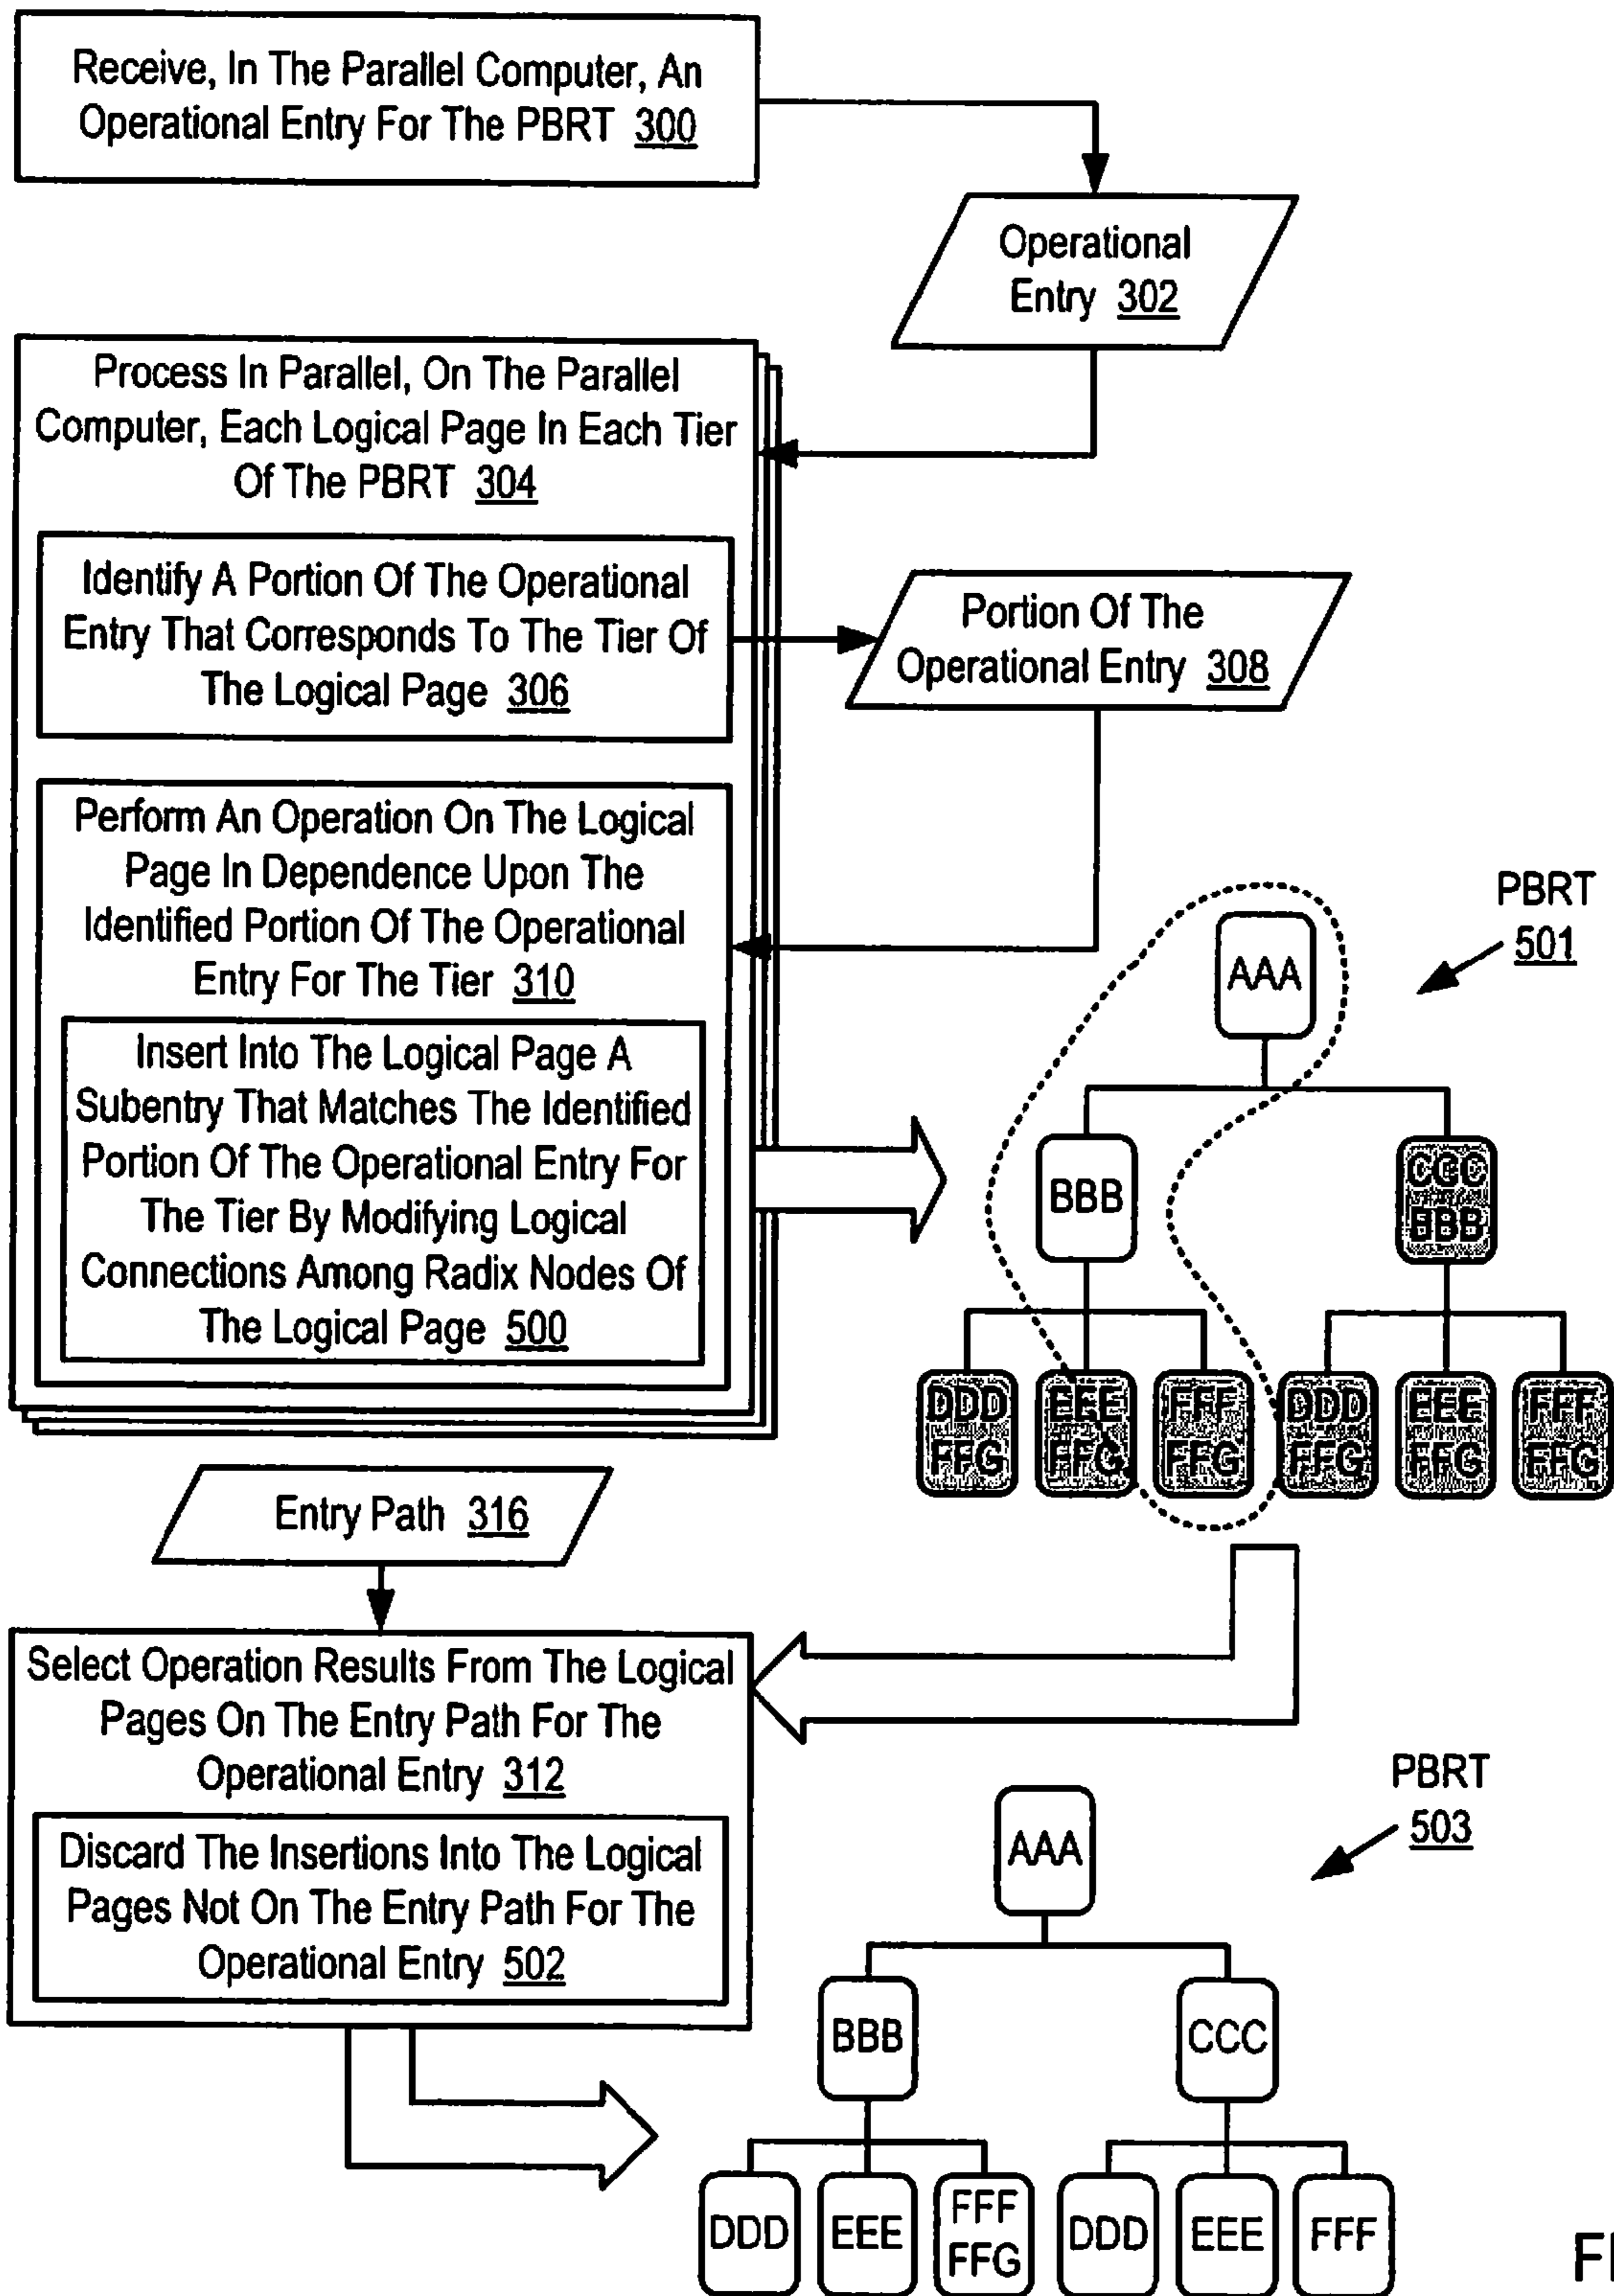 Receive, In The Parallel Computer, An
Operational Entry For The PBRT 300
Operational
Entry 302
Process In Parallel, On The Parallel
Computer, Each Logical Page In Each Tier
Of The PBRT 304
Identify A Portion Of The Operational
Entry That Corresponds To The Tier Of
The Logical Page 306
Portion Of The
Operational Entry 308
Perform An Operation On The Logical
Page In Dependence Upon The
Identified Portion Of The Operational
Entry For The Tier 310
Insert Into The Logical Page A
Subentry That Matches The Identified
Portion Of The Operational Entry For
The Tier By Modifying Logical
Connections Among Radix Nodes Of
The Logical Page 500
PBRT
501
AAA
BBB
CCC
BBB
DDD
FFG
EEE
FFG
FFF
FFG
DDD
FFG
EEE
FFG
FFF
FFG
Entry Path 316
Select Operation Results From The Logical
Pages On The Entry Path For The
Operational Entry 312
Discard The Insertions Into The Logical
Pages Not On The Entry Path For The
Operational Entry 502
PBRT
503
AAA
BBB
CCC
DDD
EEE
FFF
FFG
DDD
EEE
FFF